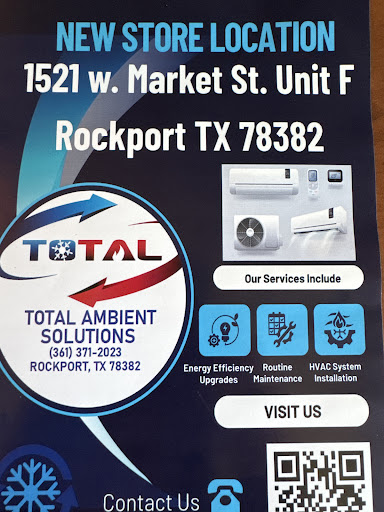 NEW STORE LOCATION
1521 w. Market St. Unit F
Rockport TX 78382
TOTAL
TOTAL AMBIENT
SOLUTIONS
(361) 371-2023
ROCKPORT, TX 78382
Our Services Include
Energy Efficiency
Upgrades
Routine
Maintenance
HVAC System
Installation
VISIT US
Contact Us